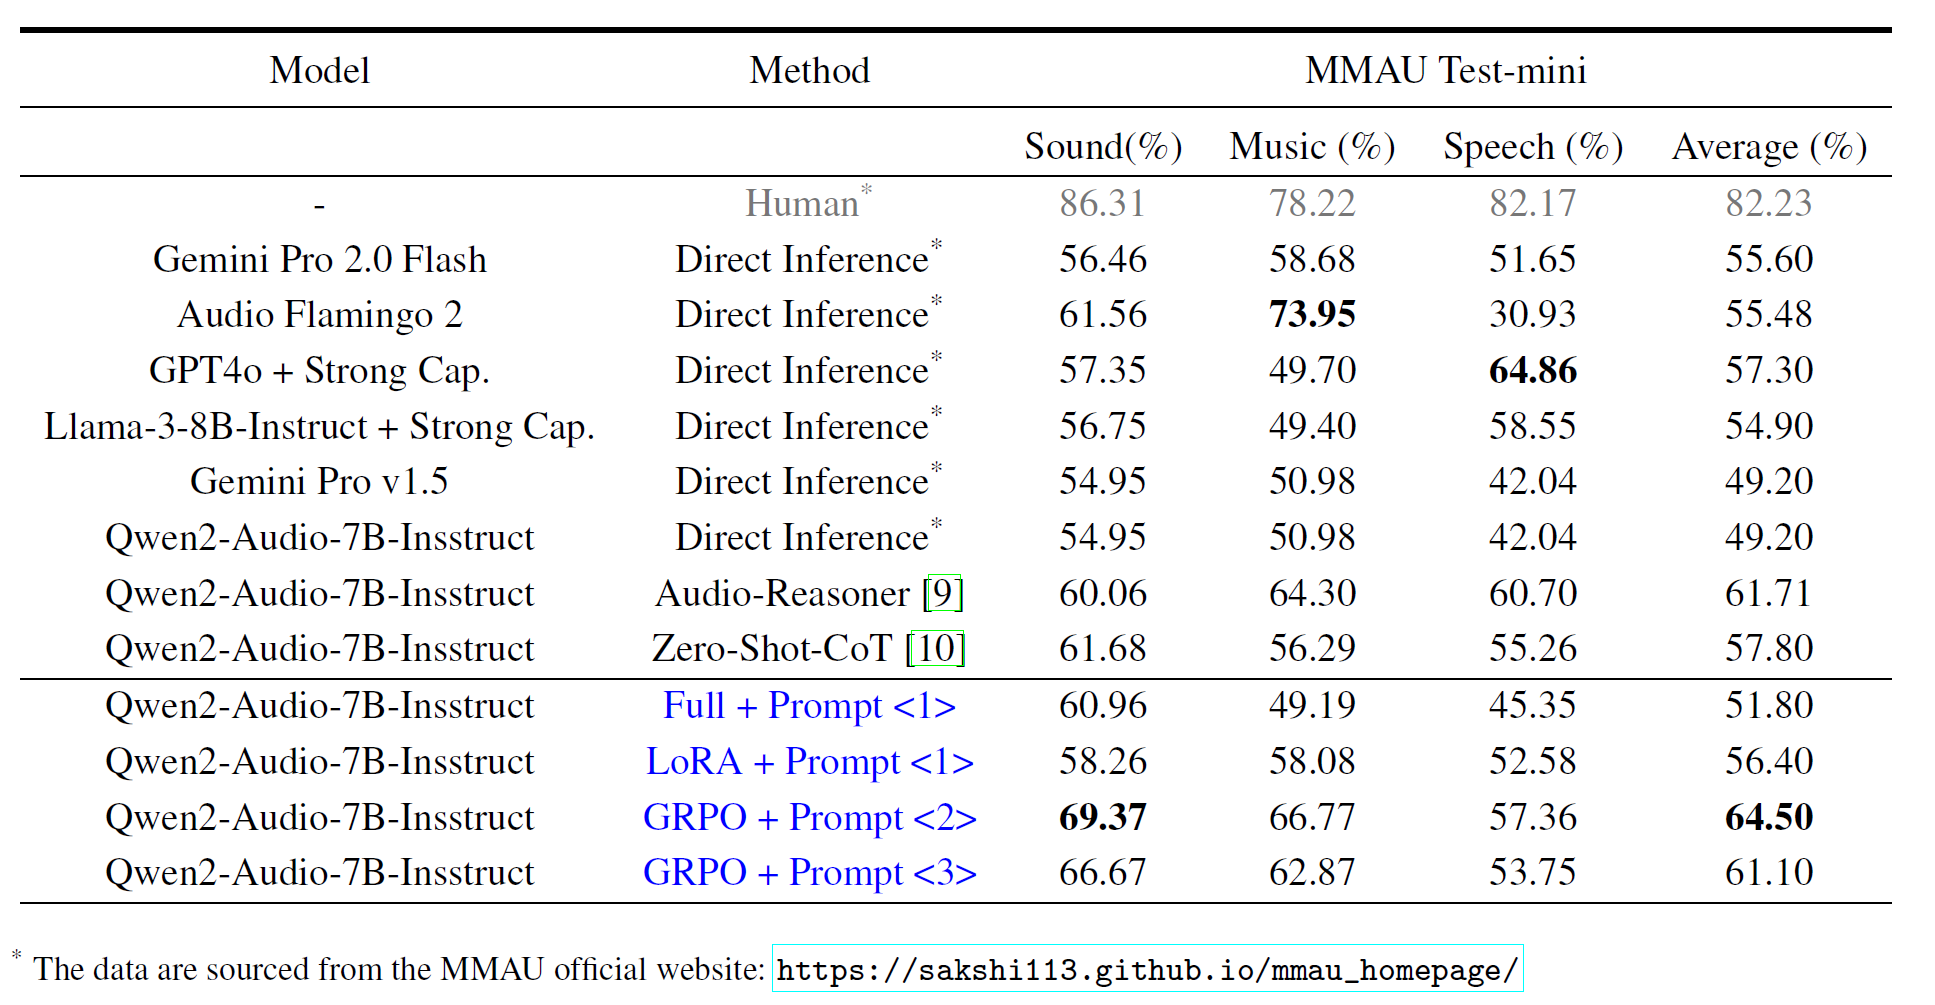 Model Method MMAU Test-mini
Sound(%) Music (%) Speech (%) Average (%)
- Human* 86.31 78.22 82.17 82.23
Gemini Pro 2.0 Flash Direct Inference* 56.46 58.68 51.65 55.60
Audio Flamingo 2 Direct Inference* 61.56 73.95 30.93 55.48
GPT4o + Strong Cap. Direct Inference* 57.35 49.70 64.86 57.30
Llama-3-8B-Instruct + Strong Cap. Direct Inference* 56.75 49.40 58.55 54.90
Gemini Pro v1.5 Direct Inference* 54.95 50.98 42.04 49.20
Qwen2-Audio-7B-Insstruct Direct Inference* 54.95 50.98 42.04 49.20
Qwen2-Audio-7B-Insstruct Audio-Reasoner [9] 60.06 64.30 60.70 61.71
Qwen2-Audio-7B-Insstruct Zero-Shot-CoT [10] 61.68 56.29 55.26 57.80
Qwen2-Audio-7B-Insstruct Full + Prompt <1> 60.96 49.19 45.35 51.80
Qwen2-Audio-7B-Insstruct LoRA + Prompt <1> 58.26 58.08 52.58 56.40
Qwen2-Audio-7B-Insstruct GRPO + Prompt <2> 69.37 66.77 57.36 64.50
Qwen2-Audio-7B-Insstruct GRPO + Prompt <3> 66.67 62.87 53.75 61.10
* The data are sourced from the MMAU official website: https://sakshi113.github.io/mmau_homepage/